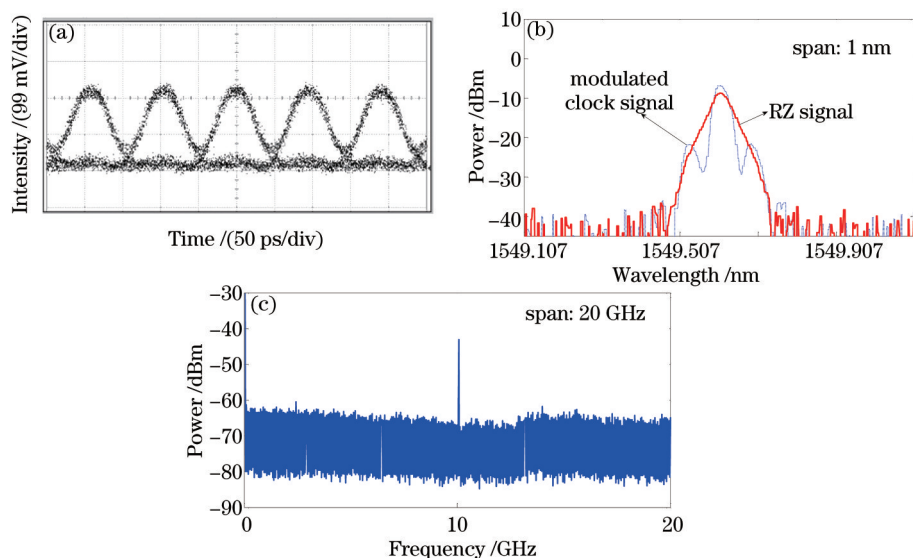 (a)
Intensity /(99 mV/div)
Time /(50 ps/div)
(b)
span: 1 nm
modulated
clock signal
RZ signal
Power /dBm
10
0
−10
−20
−30
−40
1549.107
1549.507
1549.907
Wavelength /nm
(c)
span: 20 GHz
Power /dBm
−30
−40
−50
−60
−70
−80
−90
0
10
20
Frequency /GHz